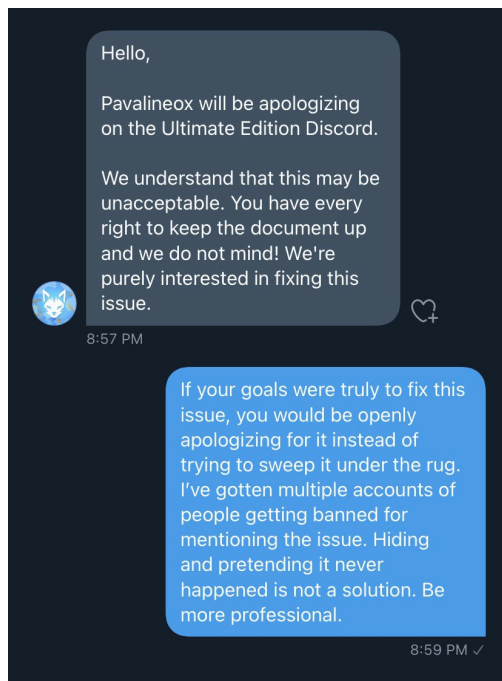 Hello,
Pavalineox will be apologizing
on the Ultimate Edition Discord.
We understand that this may be
unacceptable. You have every
right to keep the document up
and we do not mind! We're
purely interested in fixing this
issue.
8:57 PM
If your goals were truly to fix this
issue, you would be openly
apologizing for it instead of
trying to sweep it under the rug.
I’ve gotten multiple accounts of
people getting banned for
mentioning the issue. Hiding
and pretending it never
happened is not a solution. Be
more professional.
8:59 PM ✓